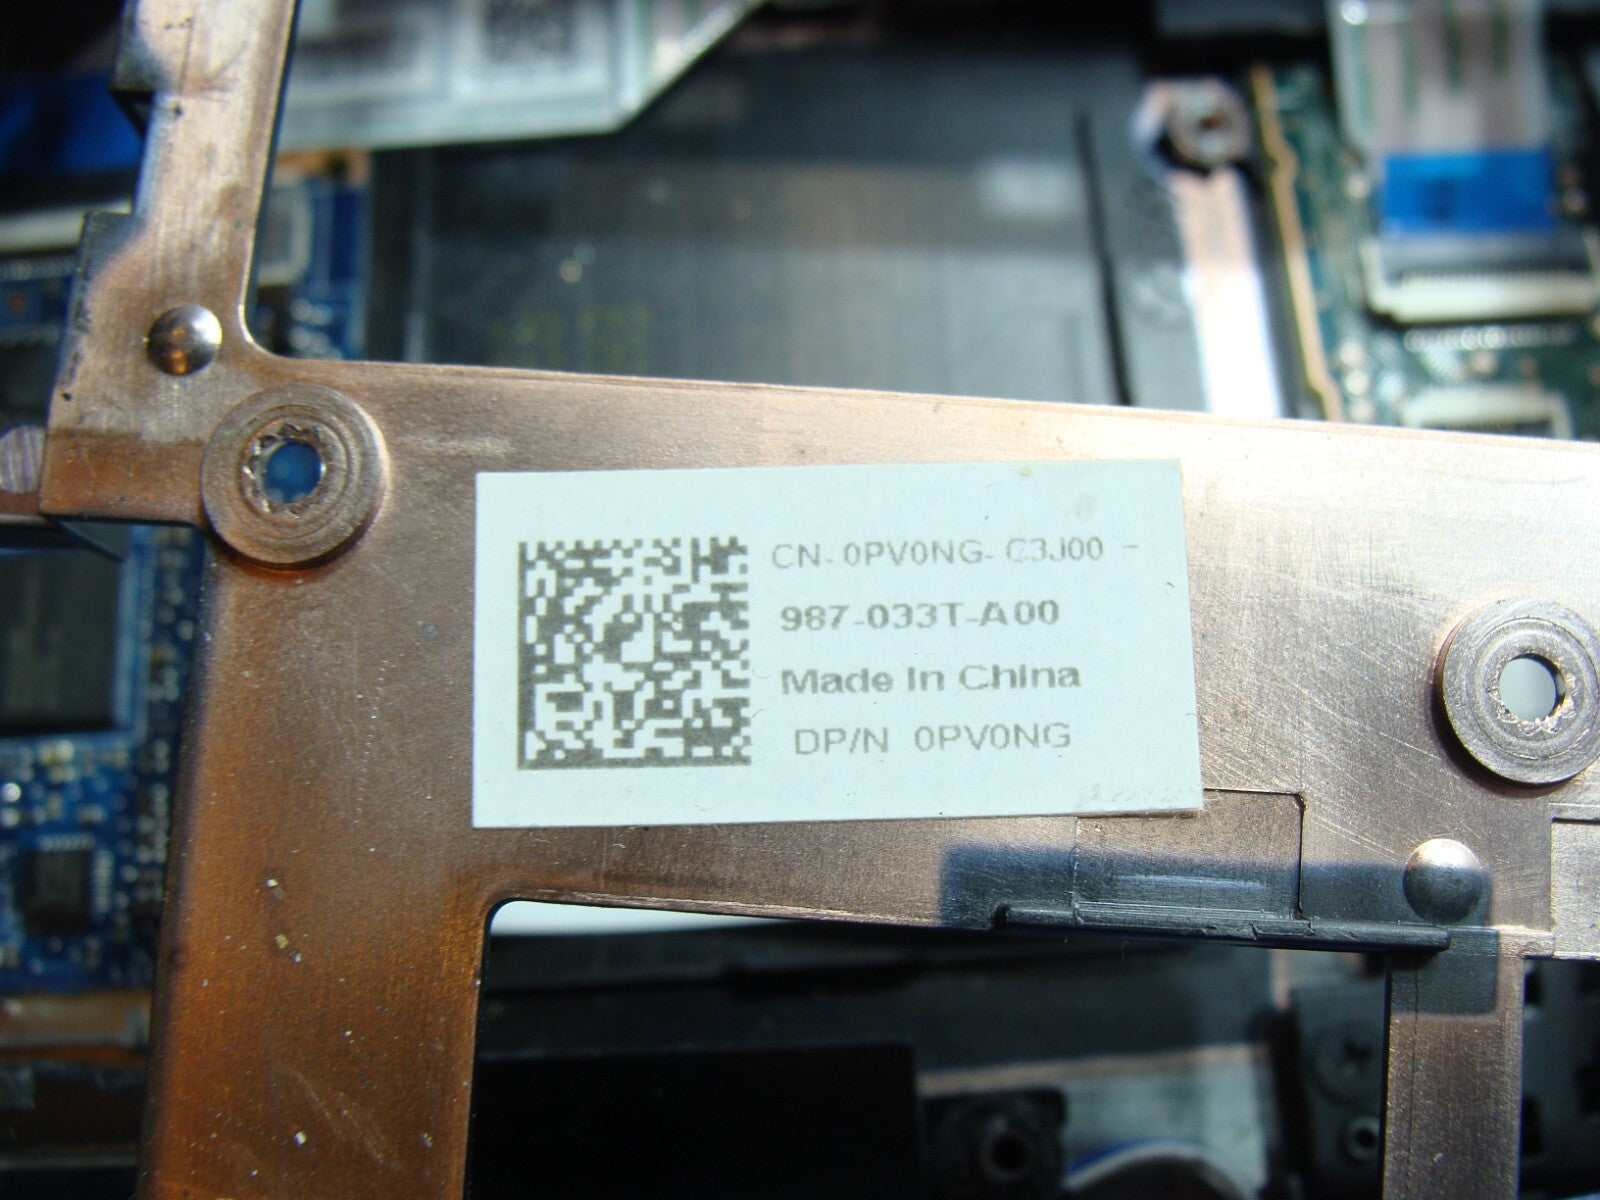 CN-0PV0NG-C3J00-
987-033T-A00
Made In China
DP/N 0PV0NG